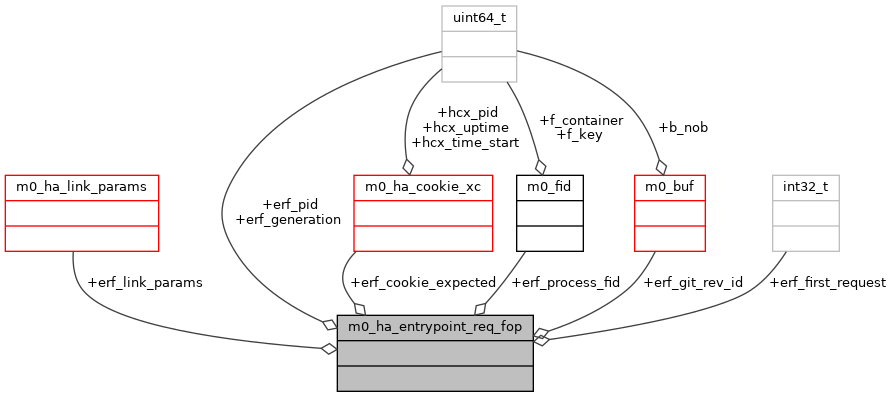 uint64_t
+hcx_pid
+hcx_uptime
+hcx_time_start
+f_container
+f_key
+b_nob
m0_ha_link_params
m0_ha_cookie_xc
m0_fid
m0_buf
int32_t
+erf_pid
+erf_generation
+erf_link_params
+erf_cookie_expected
+erf_process_fid
+erf_git_rev_id
+erf_first_request
m0_ha_entrypoint_req_fop